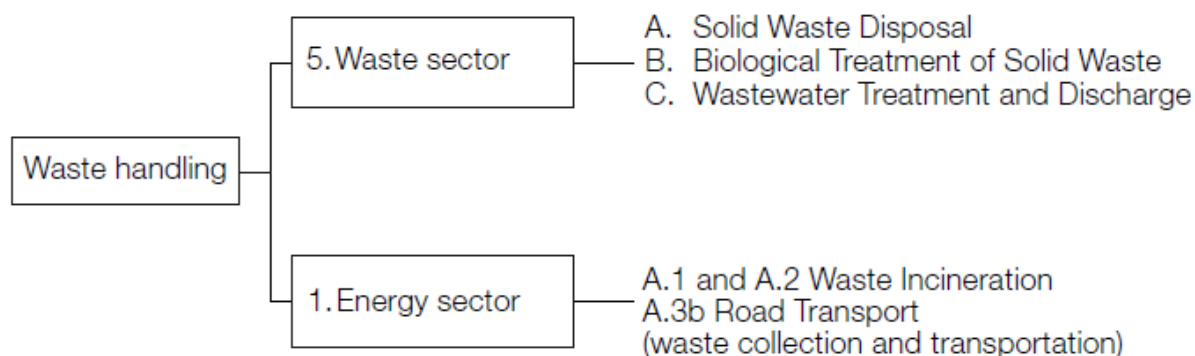 Waste handling
5. Waste sector
A. Solid Waste Disposal
B. Biological Treatment of Solid Waste
C. Wastewater Treatment and Discharge
1. Energy sector
A.1 and A.2 Waste Incineration
A.3b Road Transport
(waste collection and transportation)